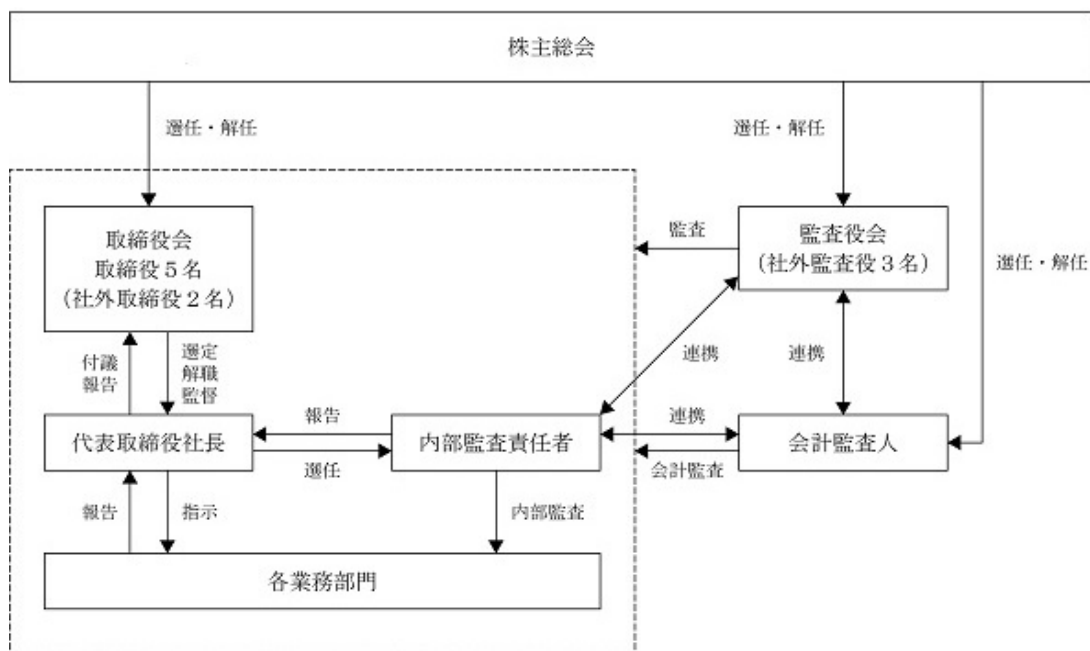 株主総会
選任・解任
選任・解任
選任・解任
取締役会
取締役５名
（社外取締役２名）
監査
監査役会
（社外監査役３名）
付議
報告
選定
解職
監督
連携
連携
代表取締役社長
報告
選任
内部監査責任者
連携
会計監査
会計監査人
報告
指示
内部監査
各業務部門